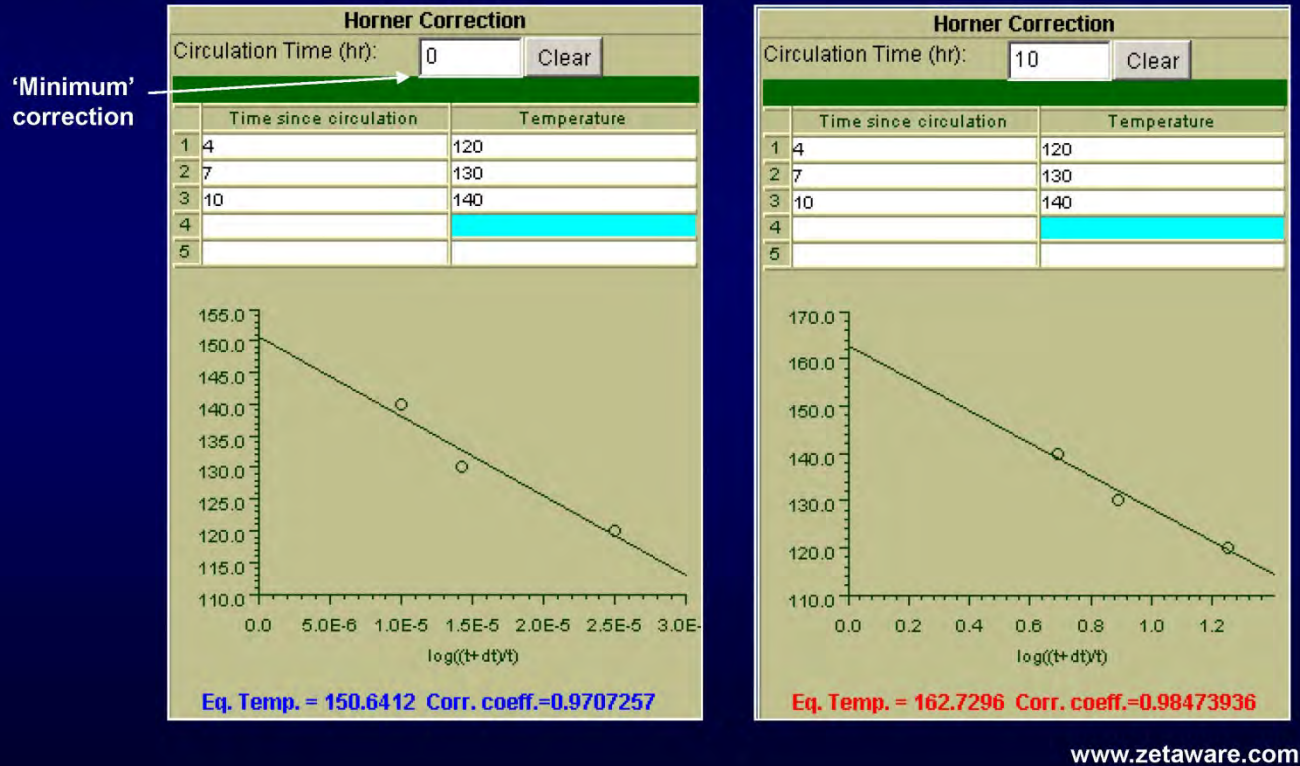 ‘Minimum’
correction
Horner Correction
Circulation Time (hr): 0 Clear
Time since circulation Temperature
1 4 120
2 7 130
3 10 140
4
5
155.0
150.0
145.0
140.0
135.0
130.0
125.0
120.0
115.0
110.0
0.0 5.0E-6 1.0E-5 1.5E-5 2.0E-5 2.5E-5 3.0E-
log((t+dt)/t)
Eq. Temp. = 150.6412 Corr. coeff.=0.9707257
Horner Correction
Circulation Time (hr): 10 Clear
Time since circulation Temperature
1 4 120
2 7 130
3 10 140
4
5
170.0
160.0
150.0
140.0
130.0
120.0
110.0
0.0 0.2 0.4 0.6 0.8 1.0 1.2
log((t+dt)/t)
Eq. Temp. = 162.7296 Corr. coeff.=0.98473936
www.zetaware.com